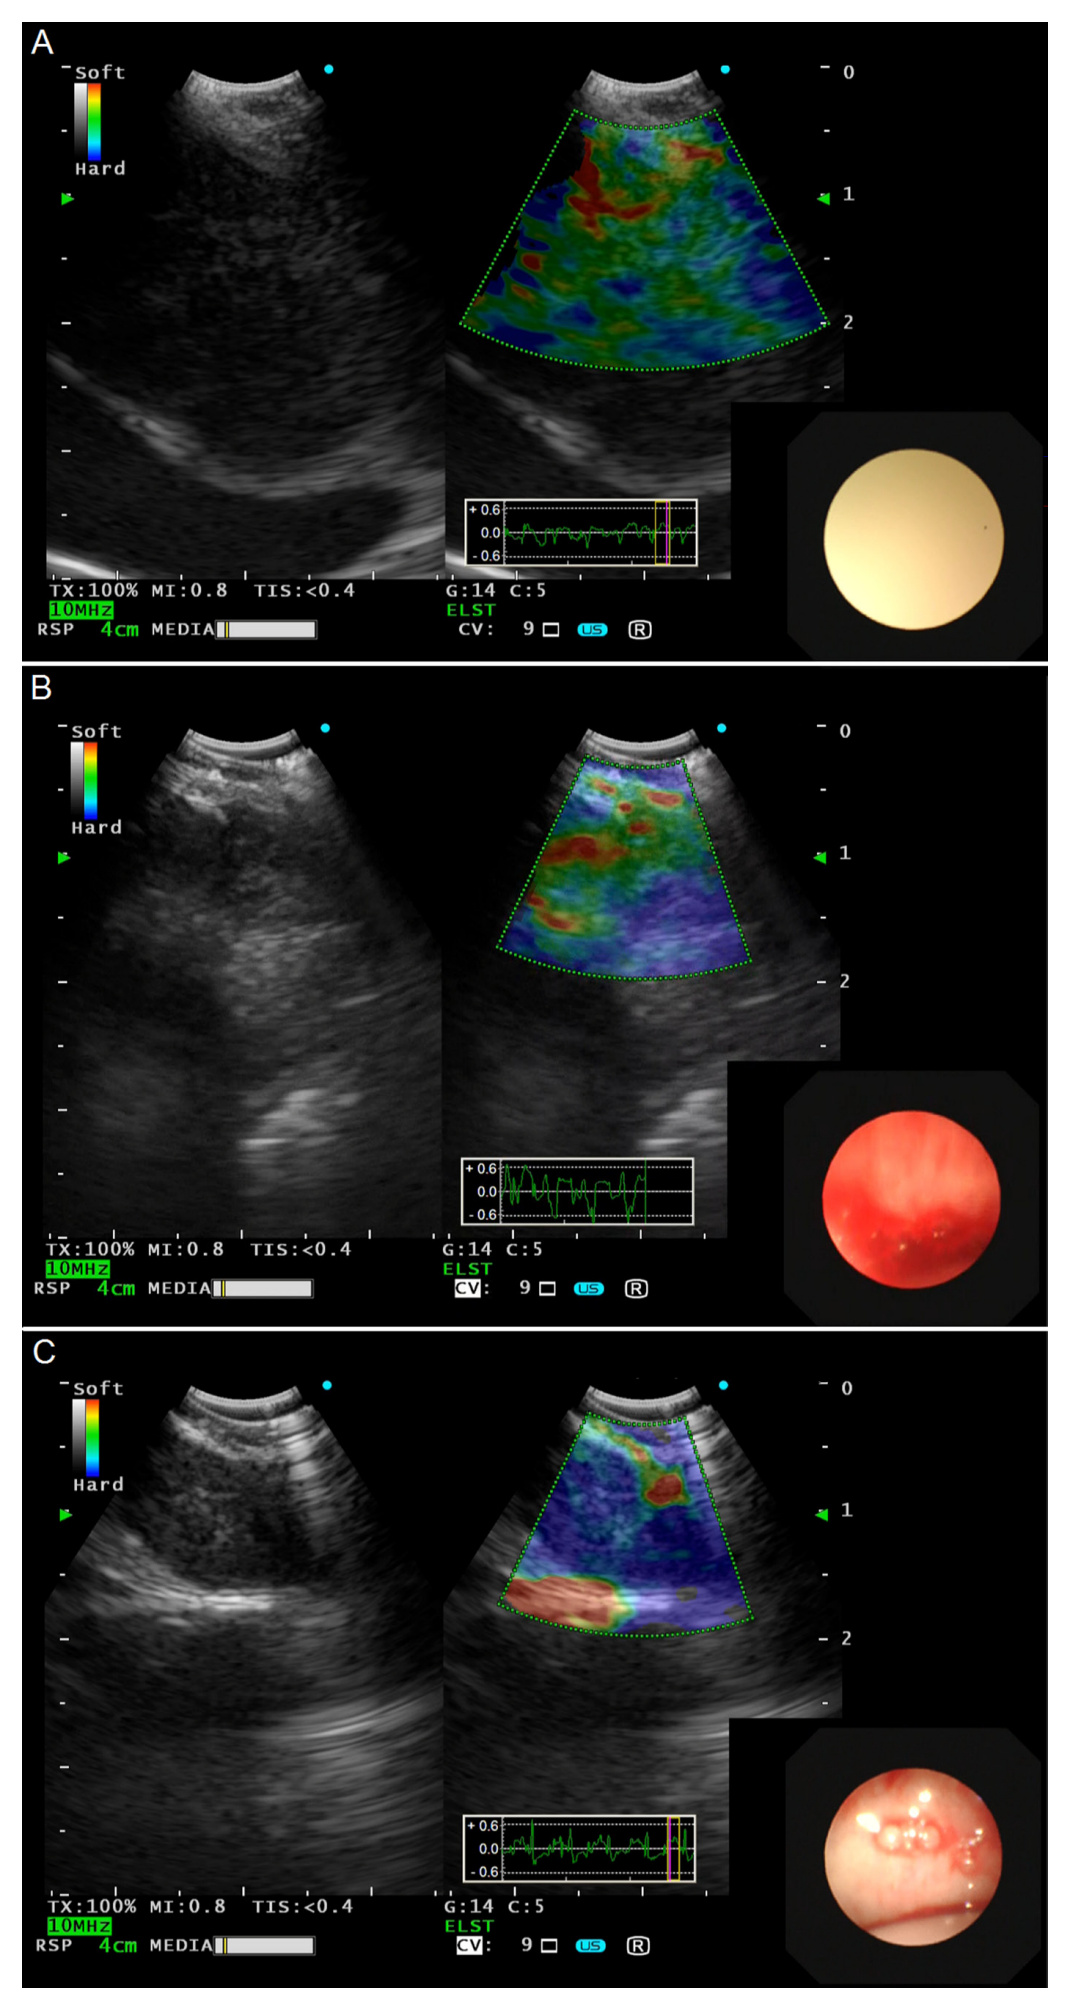 A
Soft
Hard
0
1
2
+ 0.6
0.0
- 0.6
TX:100% MI:0.8 TIS:<0.4
G:14 C:5
10MHz
ELST
RSP 4cm MEDIA
CV: 9 US R
B
Soft
Hard
0
1
2
+ 0.6
0.0
- 0.6
TX:100% MI:0.8 TIS:<0.4
G:14 C:5
10MHz
ELST
RSP 4cm MEDIA
CV: 9 US R
C
Soft
Hard
0
1
2
+ 0.6
0.0
- 0.6
TX:100% MI:0.8 TIS:<0.4
G:14 C:5
10MHz
ELST
RSP 4cm MEDIA
CV: 9 US R